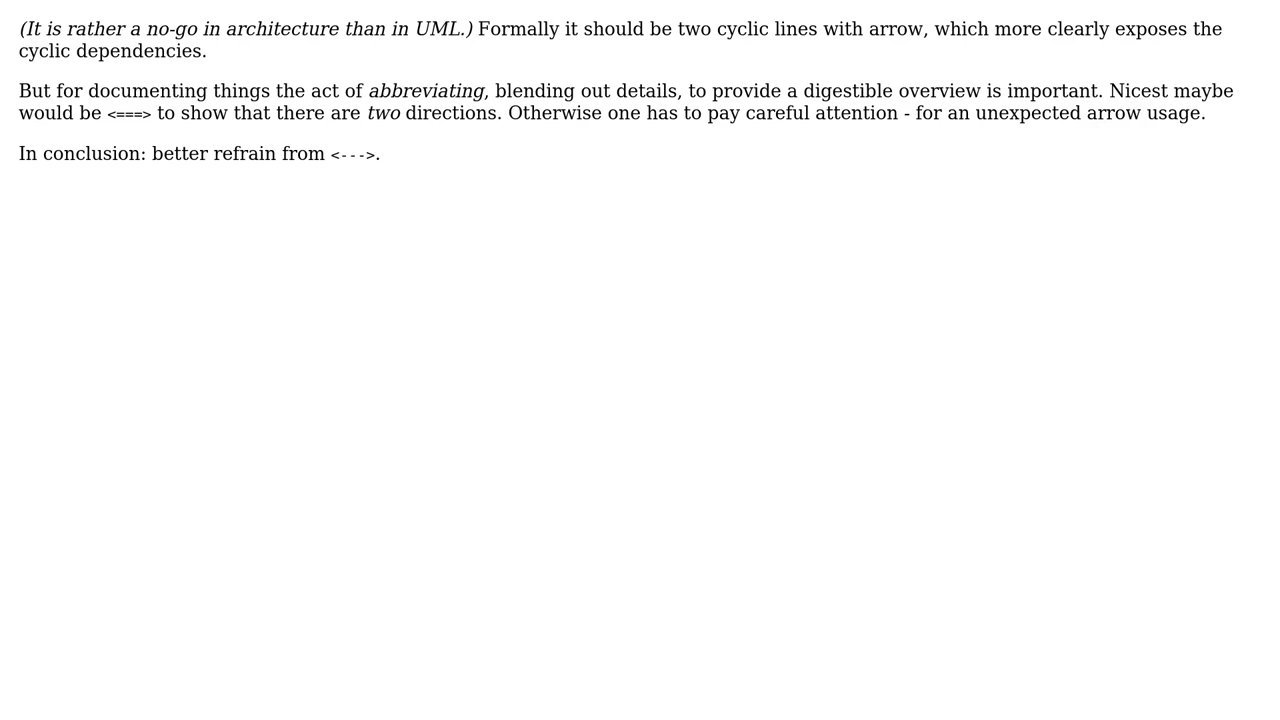 (It is rather a no-go in architecture than in UML.) Formally it should be two cyclic lines with arrow, which more clearly exposes the
cyclic dependencies.
But for documenting things the act of abbreviating, blending out details, to provide a digestible overview is important. Nicest maybe
would be <===> to show that there are two directions. Otherwise one has to pay careful attention - for an unexpected arrow usage.
In conclusion: better refrain from <--->.